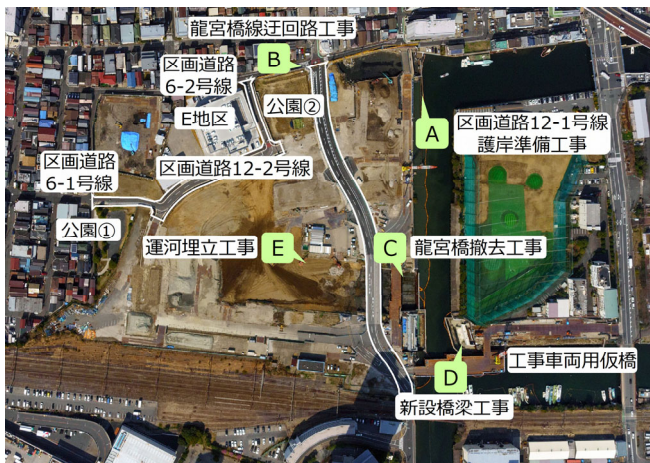 龍宮橋線迂回路工事
区画道路
6-2号線
B
公園②
E地区
A
区画道路12-1号線
護岸準備工事
区画道路
6-1号線
区画道路12-2号線
公園①
運河埋立工事
E
C
龍宮橋撤去工事
D
工事車両用仮橋
新設橋梁工事